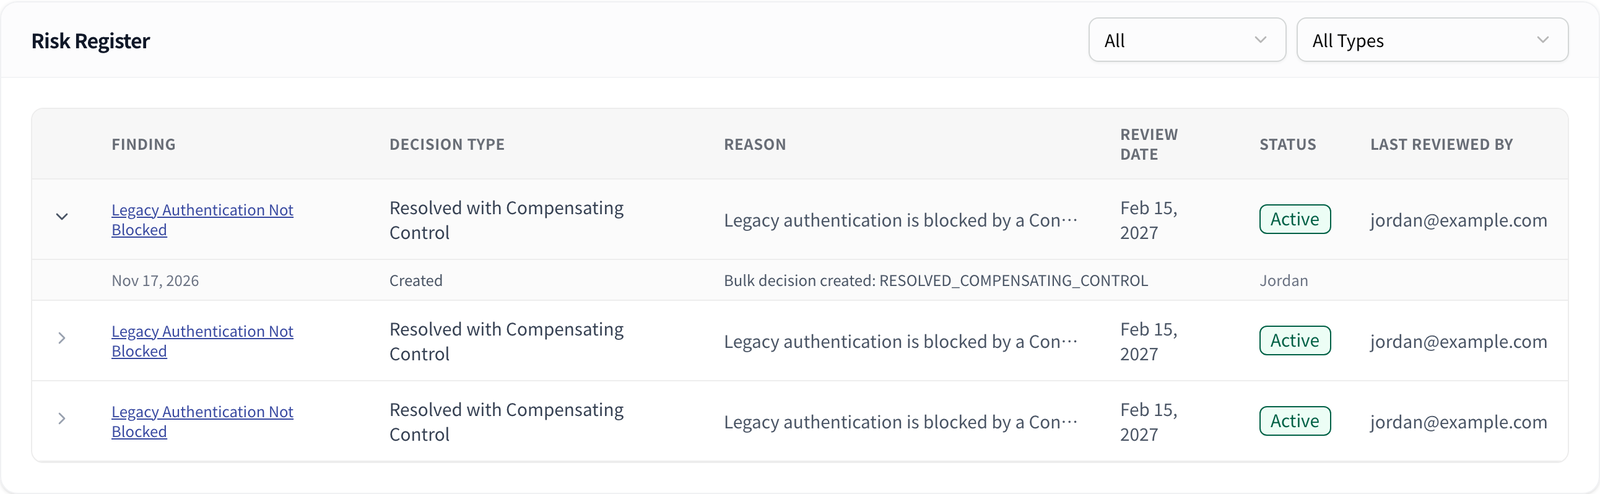 Risk Register
All
All Types
FINDING
DECISION TYPE
REASON
REVIEW
DATE
STATUS
LAST REVIEWED BY
Legacy Authentication Not
Blocked
Resolved with Compensating
Control
Legacy authentication is blocked by a Con···
Feb 15,
2027
Active
jordan@example.com
Nov 17, 2026
Created
Bulk decision created: RESOLVED_COMPENSATING_CONTROL
Jordan
Legacy Authentication Not
Blocked
Resolved with Compensating
Control
Legacy authentication is blocked by a Con···
Feb 15,
2027
Active
jordan@example.com
Legacy Authentication Not
Blocked
Resolved with Compensating
Control
Legacy authentication is blocked by a Con···
Feb 15,
2027
Active
jordan@example.com